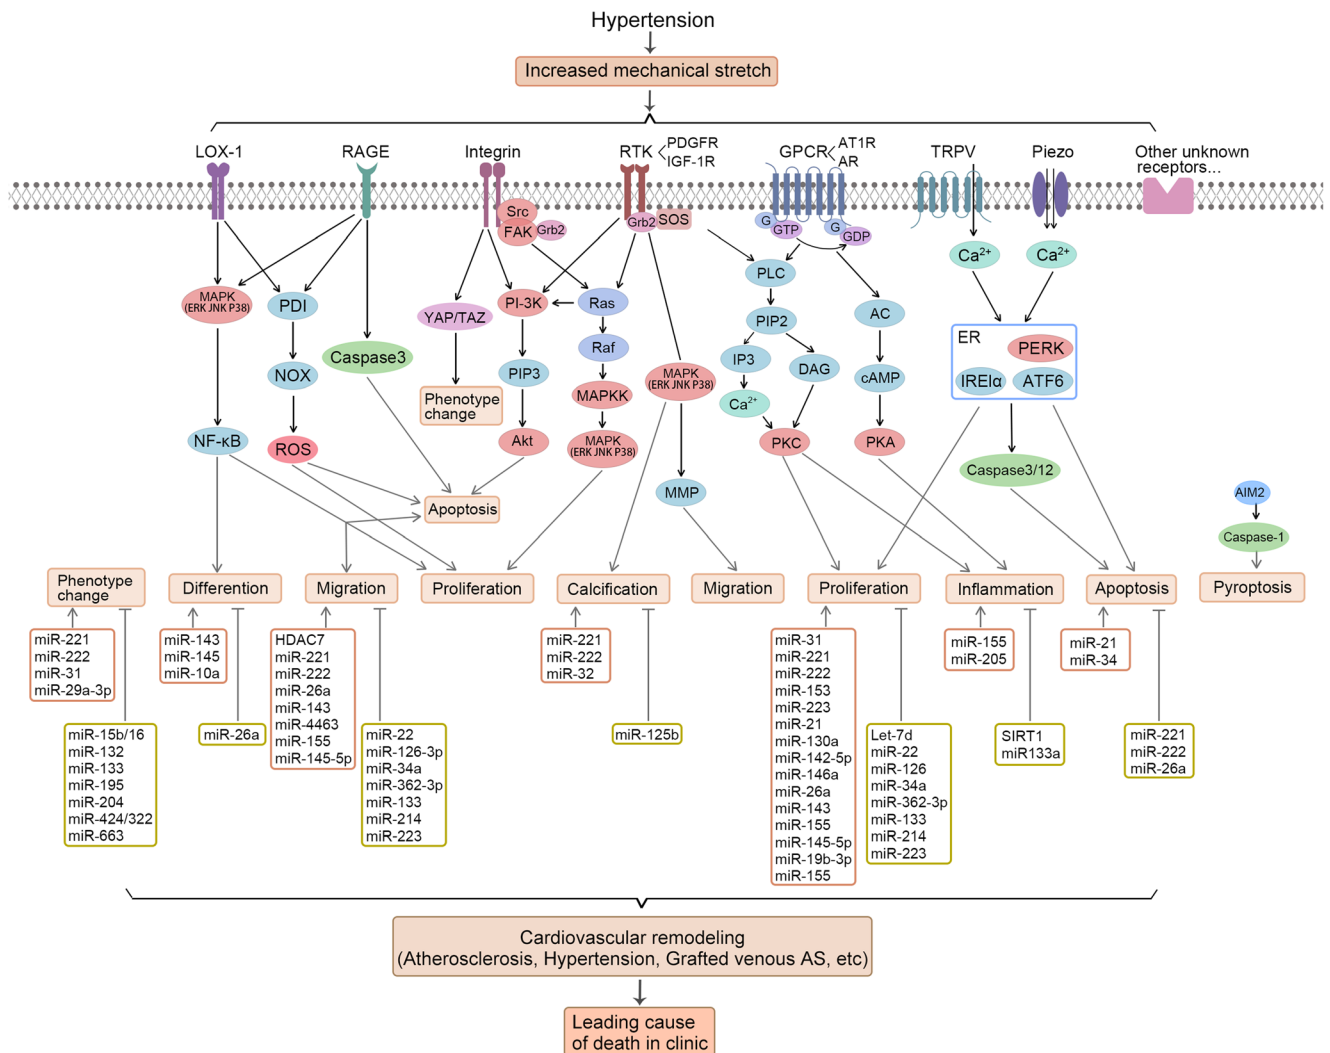 Hypertension
Increased mechanical stretch
LOX-1
RAGE
Integrin
RTK
PDGFR
IGF-1R
GPCR
AT1R
AR
TRPV
Piezo
Other unknown
receptors...
Src
FAK
Grb2
Grb2
SOS
G
GTP
G
GDP
MAPK
(ERK JNK P38)
PDI
NOX
ROS
NF-κB
Caspase3
YAP/TAZ
Phenotype
change
PI-3K
PIP3
Akt
Ras
Raf
MAPKK
MAPK
(ERK JNK P38)
MAPK
(ERK JNK P38)
MMP
PLC
PIP2
IP3
DAG
Ca2+
PKC
AC
cAMP
PKA
Ca2+
Ca2+
ER
PERK
IREIα
ATF6
Caspase3/12
AIM2
Caspase-1
Apoptosis
Phenotype
change
Differention
Migration
Proliferation
Calcification
Migration
Proliferation
Inflammation
Apoptosis
Pyroptosis
miR-221
miR-222
miR-31
miR-29a-3p
miR-15b/16
miR-132
miR-133
miR-195
miR-204
miR-424/322
miR-663
miR-143
miR-145
miR-10a
miR-26a
HDAC7
miR-221
miR-222
miR-26a
miR-143
miR-4463
miR-155
miR-145-5p
miR-22
miR-126-3p
miR-34a
miR-362-3p
miR-133
miR-214
miR-223
miR-221
miR-222
miR-32
miR-125b
miR-31
miR-221
miR-222
miR-153
miR-223
miR-21
miR-130a
miR-142-5p
miR-146a
miR-26a
miR-143
miR-155
miR-145-5p
miR-19b-3p
miR-155
Let-7d
miR-22
miR-126
miR-34a
miR-362-3p
miR-133
miR-214
miR-223
miR-155
miR-205
SIRT1
miR133a
miR-21
miR-34
miR-221
miR-222
miR-26a
Cardiovascular remodeling
(Atherosclerosis, Hypertension, Grafted venous AS, etc)
Leading cause
of death in clinic